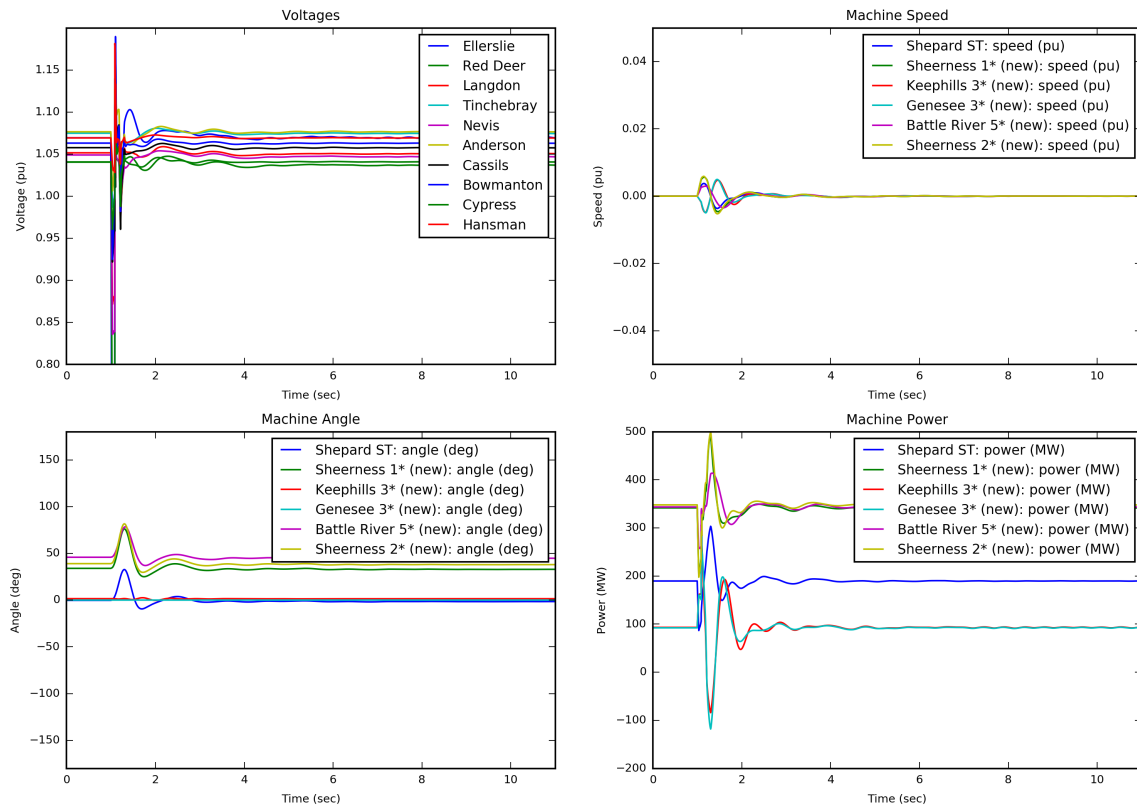 Voltages
Voltage (pu)
1.15
1.10
1.05
1.00
0.95
0.90
0.85
0.80
0 2 4 6 8 10
Time (sec)
Ellerslie
Red Deer
Langdon
Tinchebray
Nevis
Anderson
Cassils
Bowmanton
Cypress
Hansman
Machine Speed
Speed (pu)
0.04
0.02
0.00
−0.02
−0.04
0 2 4 6 8 10
Time (sec)
Shepard ST: speed (pu)
Sheerness 1* (new): speed (pu)
Keephills 3* (new): speed (pu)
Genesee 3* (new): speed (pu)
Battle River 5* (new): speed (pu)
Sheerness 2* (new): speed (pu)
Machine Angle
Angle (deg)
150
100
50
0
−50
−100
−150
0 2 4 6 8 10
Time (sec)
Shepard ST: angle (deg)
Sheerness 1* (new): angle (deg)
Keephills 3* (new): angle (deg)
Genesee 3* (new): angle (deg)
Battle River 5* (new): angle (deg)
Sheerness 2* (new): angle (deg)
Machine Power
Power (MW)
500
400
300
200
100
0
−100
−200
0 2 4 6 8 10
Time (sec)
Shepard ST: power (MW)
Sheerness 1* (new): power (MW)
Keephills 3* (new): power (MW)
Genesee 3* (new): power (MW)
Battle River 5* (new): power (MW)
Sheerness 2* (new): power (MW)